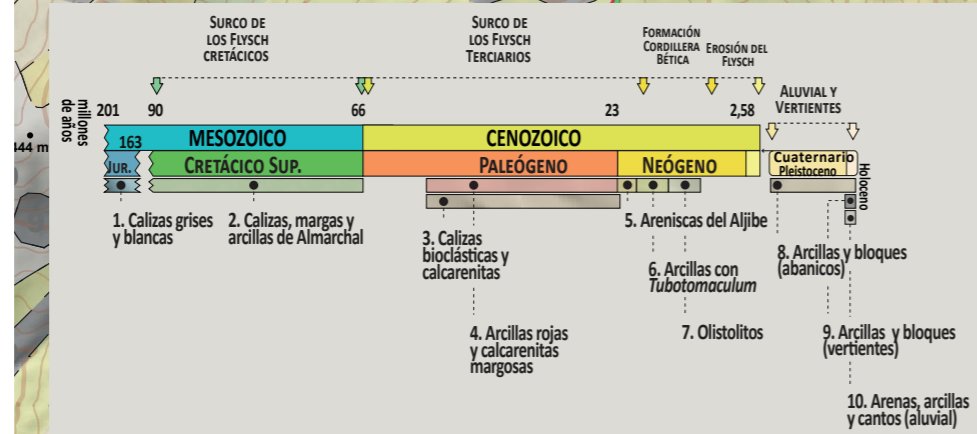 SURCO DE
LOS FLYSCH
CRETÁCICOS
SURCO DE
LOS FLYSCH
TERCIARIOS
FORMACIÓN
CORDILLERA
BÉTICA
EROSIÓN DEL
FLYSCH
ALUVIAL Y
VERTIENTES
millones
de años
201
90
66
23
2,58
444 m
163
MESOZOICO
CENOZOICO
JUR.
CRETÁCICO SUP.
PALEÓGENO
NEÓGENO
Cuaternario
Pleistoceno
Holoceno
1. Calizas grises
y blancas
2. Calizas, margas y
arcillas de Almarchal
3. Calizas
bioclásticas y
calcarenitas
4. Arcillas rojas
y calcarenitas
margosas
5. Areniscas del Aljibe
6. Arcillas con
Tubotomaculum
7. Olistolitos
8. Arcillas y bloques
(abanicos)
9. Arcillas y bloques
(vertientes)
10. Arenas, arcillas
y cantos (aluvial)